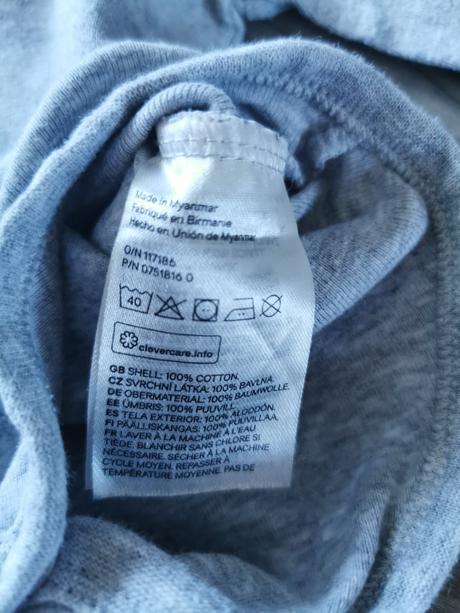 Made in Myanmar
Fabriqué en Birmanie
Hecho en Unión de Myanmar
O/N 117186
P/N 0751816 0
40
clevercare.info
GB SHELL: 100% COTTON.
CZ SVRCHNÍ LÁTKA: 100% BAVLNA.
DE OBERMATERIAL: 100% BAUMWOLLE.
EE ÜMBRIS: 100% PUUVILL.
ES TELA EXTERIOR: 100% ALGODÓN.
FI PÄÄLLISKANGAS: 100% PUUVILLAA.
FR LAVER À LA MACHINE À L'EAU
TIÈDE. BLANCHIR SANS CHLORE SI
NÉCESSAIRE. SÉCHER À LA MACHINE
CYCLE MOYEN. REPASSER À
TEMPÉRATURE MOYENNE. PAS DE